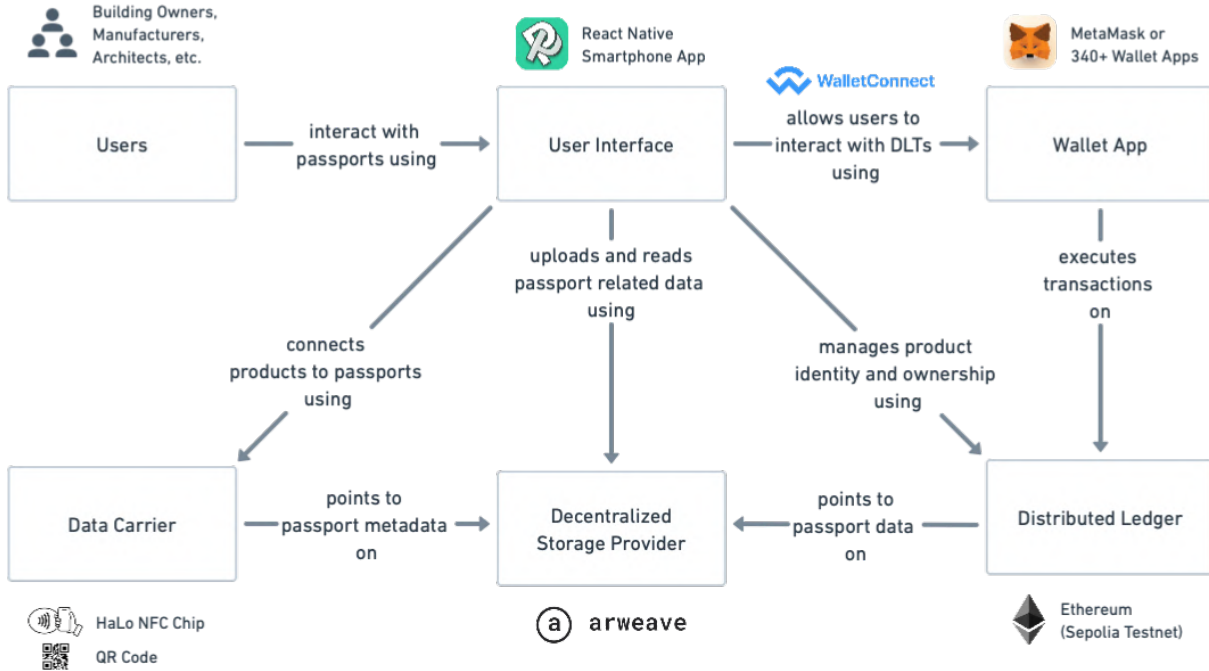 Building Owners,
Manufacturers,
Architects, etc.
React Native
Smartphone App
MetaMask or
340+ Wallet Apps
WalletConnect
Users
interact with
passports using
User Interface
allows users to
interact with DLTs
using
Wallet App
uploads and reads
passport related data
using
executes
transactions
on
connects
products to passports
using
manages product
identity and ownership
using
Data Carrier
points to
passport metadata
on
Decentralized
Storage Provider
points to
passport data
on
Distributed Ledger
HaLo NFC Chip
QR Code
a arweave
Ethereum
(Sepolia Testnet)